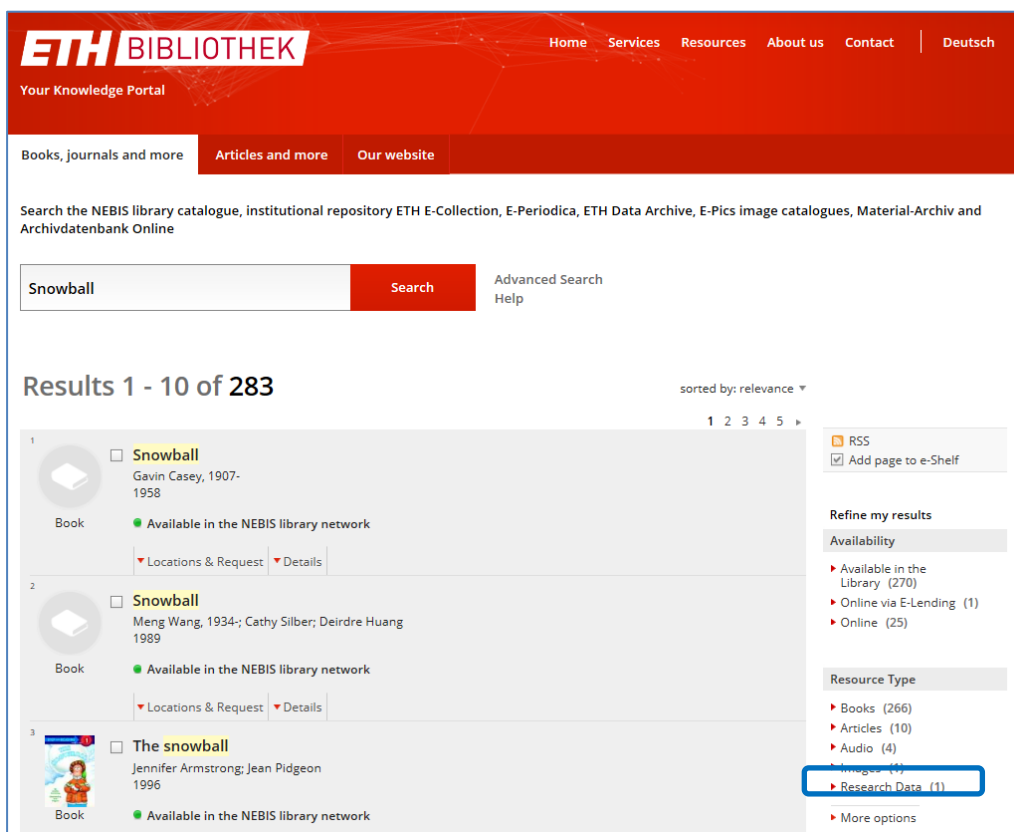 ETH BIBLIOTHEK
Home Services Resources About us Contact Deutsch
Your Knowledge Portal
Books, journals and more Articles and more Our website
Search the NEBIS library catalogue, institutional repository ETH E-Collection, E-Periodica, ETH Data Archive, E-Pics image catalogues, Material-Archiv and
Archivdatenbank Online
Snowball Search
Advanced Search
Help
Results 1 - 10 of 283
sorted by: relevance
1 2 3 4 5
1
Snowball
Gavin Casey, 1907-
1958
Book
Available in the NEBIS library network
Locations & Request Details
2
Snowball
Meng Wang, 1934-; Cathy Silber; Deirdre Huang
1989
Book
Available in the NEBIS library network
Locations & Request Details
3
The snowball
Jennifer Armstrong; Jean Pidgeon
1996
Book
Available in the NEBIS library network
RSS
Add page to e-Shelf
Refine my results
Availability
Available in the
Library (270)
Online via E-Lending (1)
Online (25)
Resource Type
Books (266)
Articles (10)
Audio (4)
Images (1)
Research Data (1)
More options